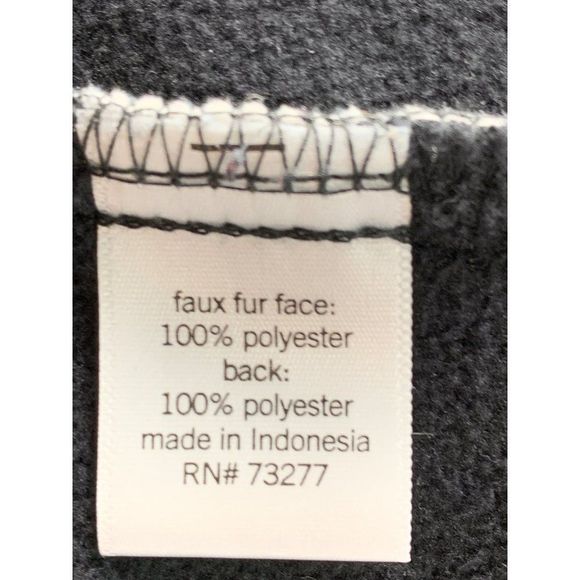 faux fur face:
100% polyester
back:
100% polyester
made in Indonesia
RN# 73277